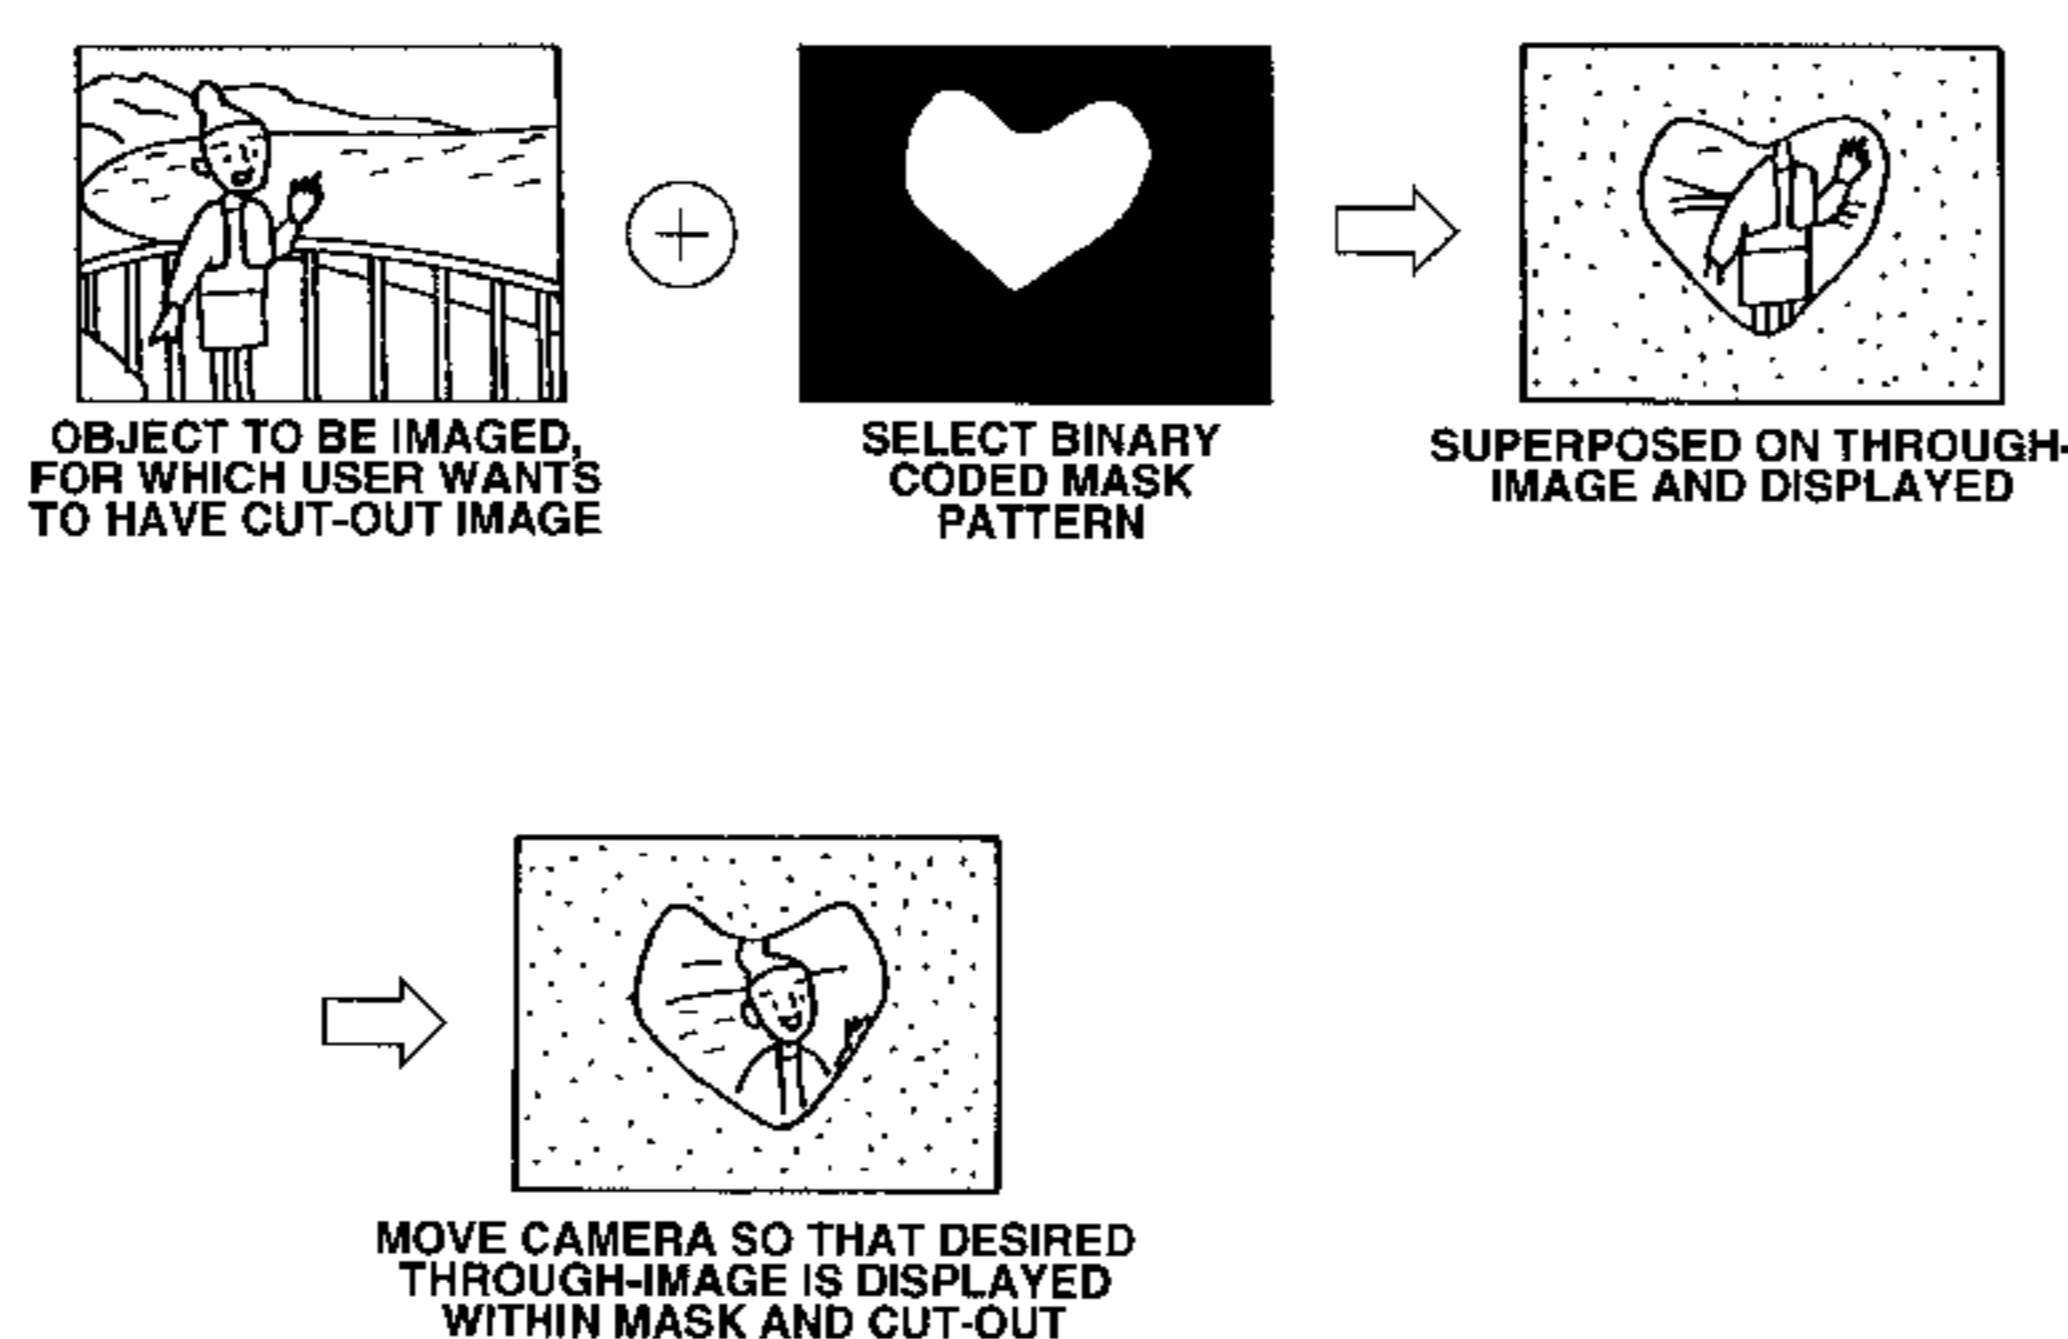 OBJECT TO BE IMAGED,
FOR WHICH USER WANTS
TO HAVE CUT-OUT IMAGE
SELECT BINARY
CODED MASK
PATTERN
SUPERPOSED ON THROUGH-
IMAGE AND DISPLAYED
MOVE CAMERA SO THAT DESIRED
THROUGH-IMAGE IS DISPLAYED
WITHIN MASK AND CUT-OUT